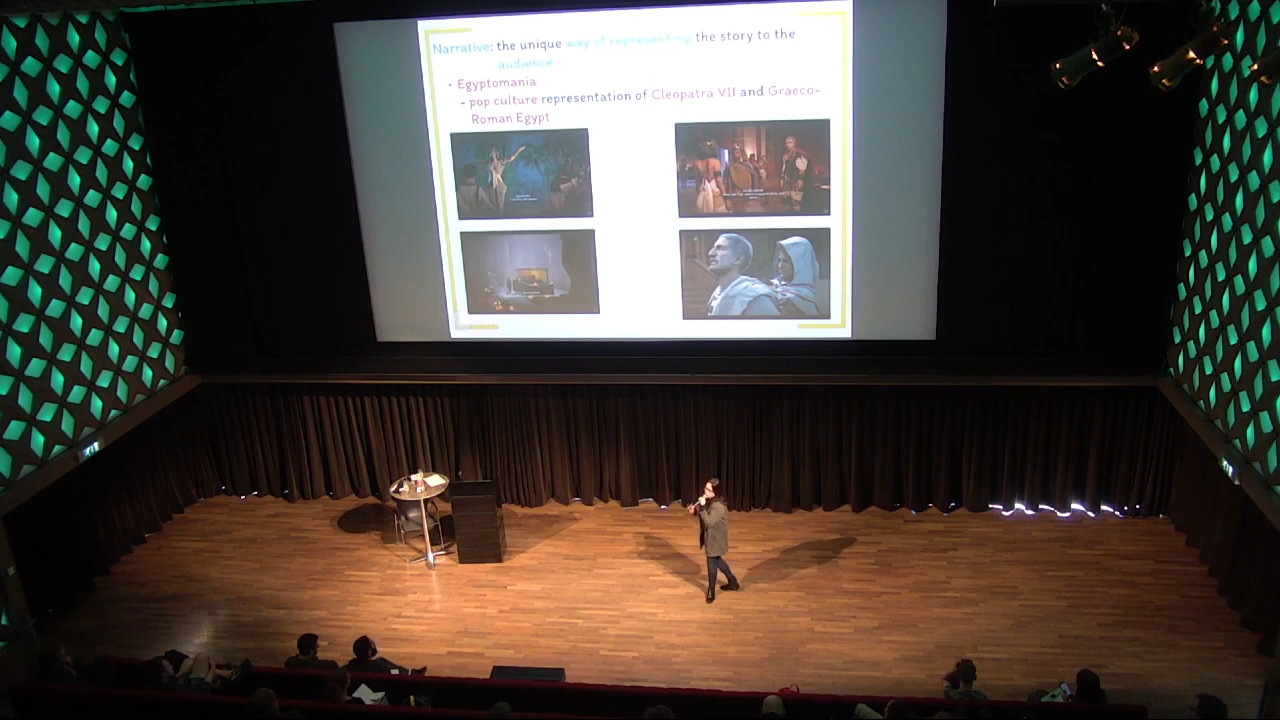 Narrative: the unique way of representing the story to the
audience
• Egyptomania
- pop culture representation of Cleopatra VII and Graeco-
Roman Egypt